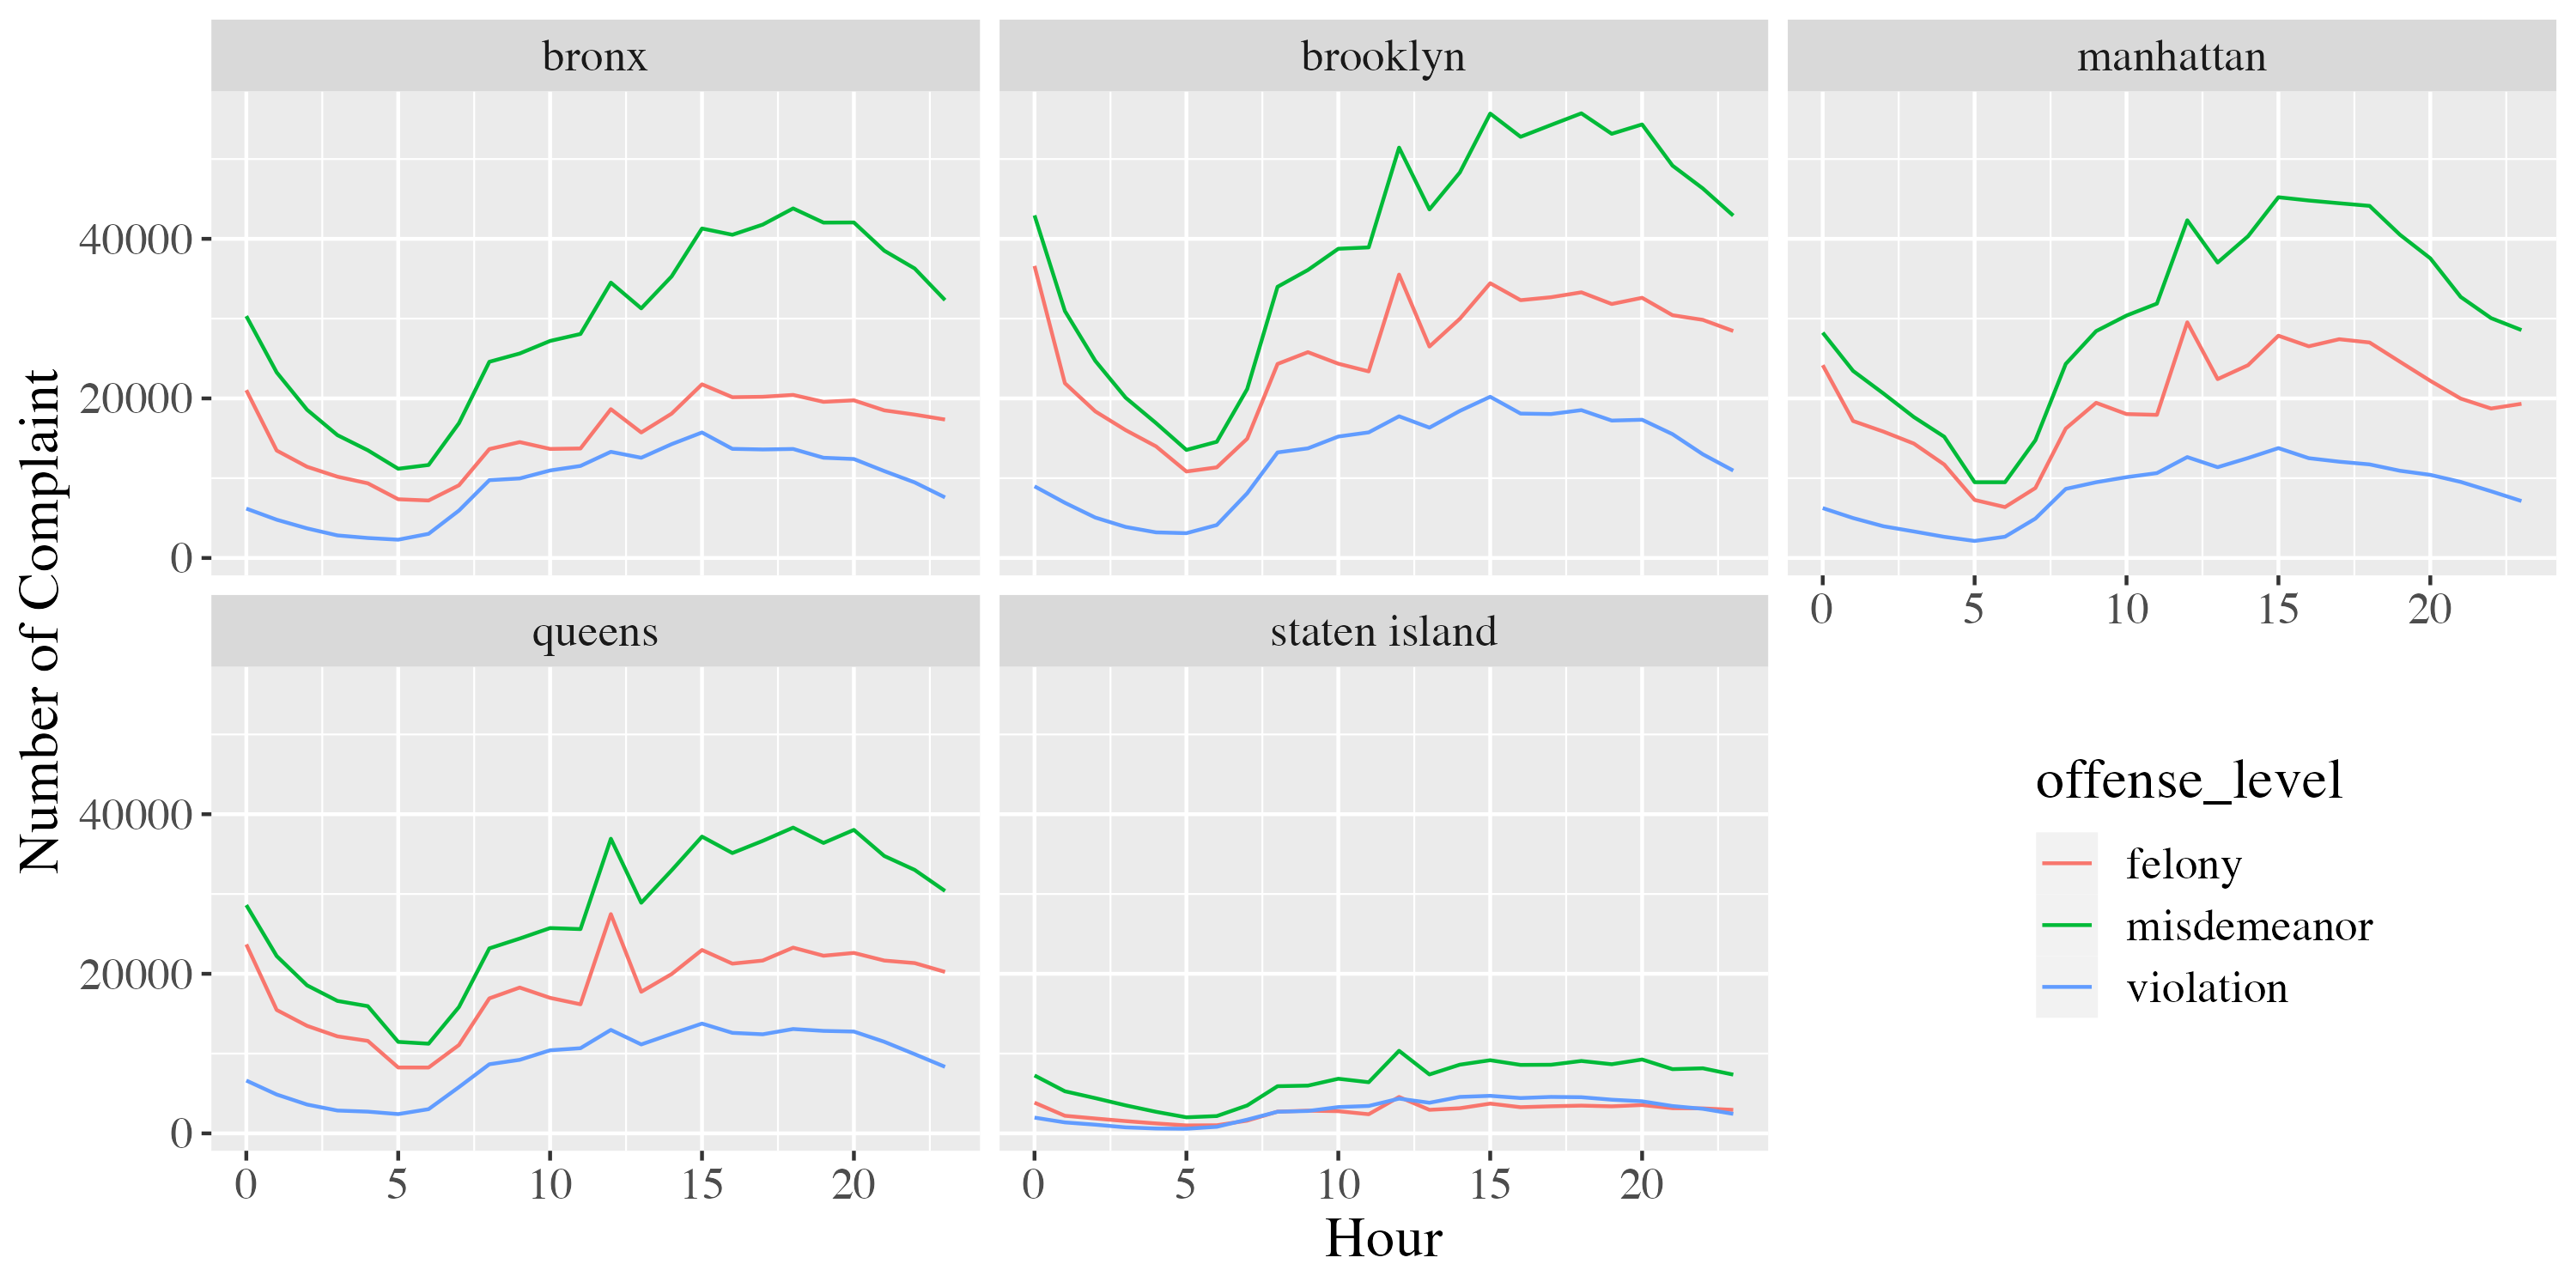 bronx
brooklyn
manhattan
40000
20000
0
0 5 10 15 20
queens
staten island
40000
20000
0
0 5 10 15 20
0 5 10 15 20
Number of Complaint
Hour
offense_level
felony
misdemeanor
violation